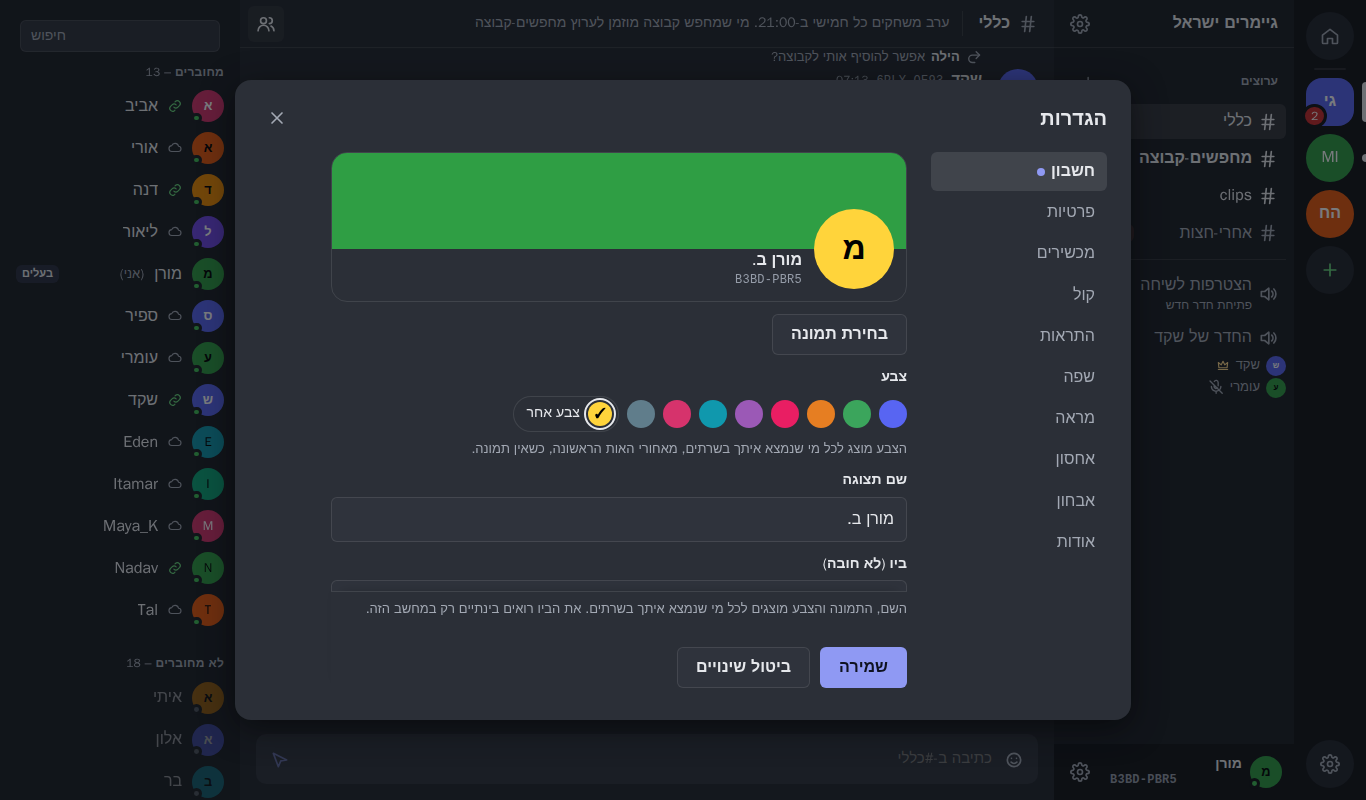 גיימרים ישראל
ערוצים
כללי
מחפשים-קבוצה
clips
אחרי-חצות
הצטרפות לשיחה
פתיחת חדר חדש
החדר של שקד
שקד
עומרי
מורן
B3BD-PBR5
גי
2
MI
הח
מ
כללי
ערב משחקים כל חמישי ב-21:00. מי שמחפש קבוצה מוזמן לערוץ מחפשים-קבוצה
הילה אפשר להוסיף אותי לקבוצה?
שקד
כתיבה ב-#כללי
הגדרות
חשבון
פרטיות
מכשירים
קול
התראות
שפה
מראה
אחסון
אבחון
אודות
מ
מורן ב.
B3BD-PBR5
בחירת תמונה
צבע
צבע אחר
הצבע מוצג לכל מי שנמצא איתך בשרתים, מאחורי האות הראשונה, כשאין תמונה.
שם תצוגה
מורן ב.
ביו (לא חובה)
השם, התמונה והצבע מוצגים לכל מי שנמצא איתך בשרתים. את הביו רואים בינתיים רק במחשב הזה.
שמירה
ביטול שינויים
חיפוש
מחוברים – 13
א אביב
א אורי
ד דנה
ל ליאור
מ מורן (אני) בעלים
ס ספיר
ע עומרי
ש שקד
E Eden
I Itamar
M Maya_K
N Nadav
T Tal
לא מחוברים – 18
א איתי
א אלון
ב בר